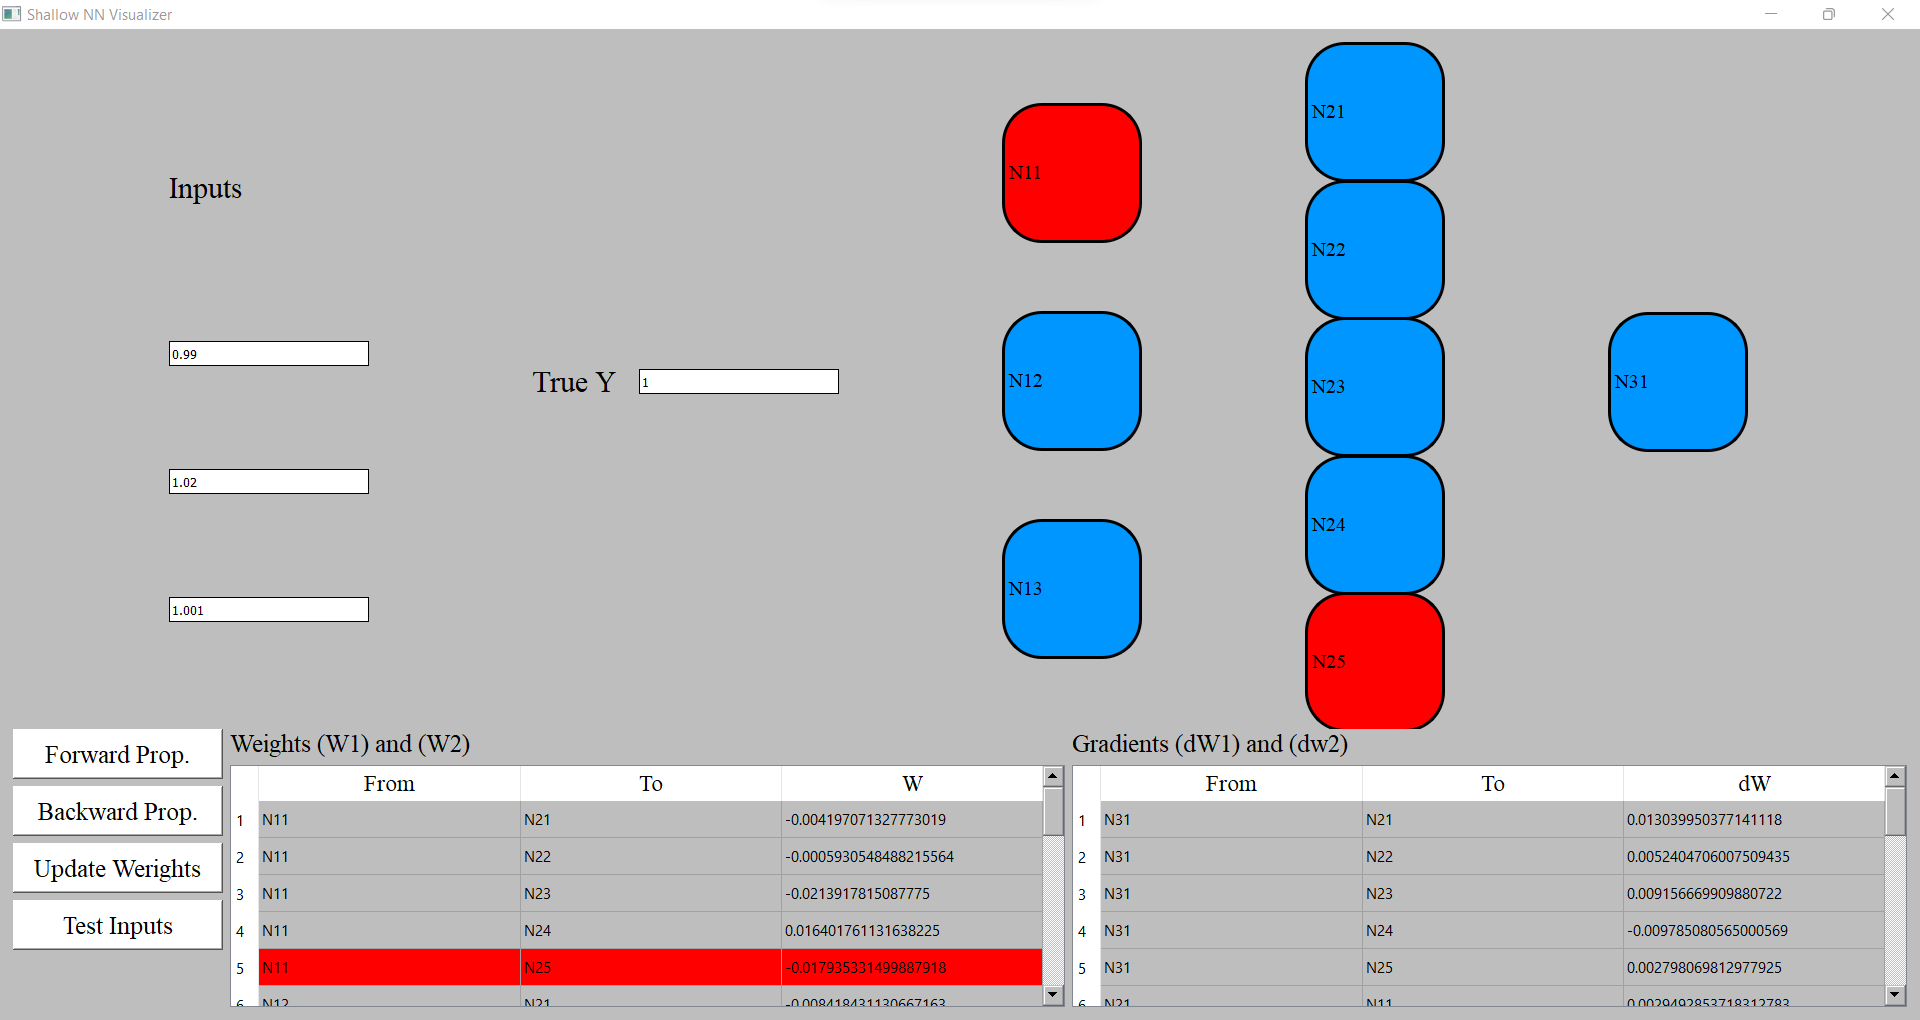 Shallow NN Visualizer
Inputs
0.99
1.02
1.001
True Y 1
N11
N12
N13
N21
N22
N23
N24
N25
N31
Forward Prop.
Backward Prop.
Update Werights
Test Inputs
Weights (W1) and (W2)
From To W
1 N11 N21 -0.004197071327773019
2 N11 N22 -0.0005930548488215564
3 N11 N23 -0.0213917815087775
4 N11 N24 0.016401761131638225
5 N11 N25 -0.017935331499887918
6 N12 N21 -0.008418431130667163
Gradients (dW1) and (dw2)
From To dW
1 N31 N21 0.013039950377141118
2 N31 N22 0.0052404706007509435
3 N31 N23 0.009156669909880722
4 N31 N24 -0.009785080565000569
5 N31 N25 0.002798069812977925
6 N21 N11 0.0029492853718312783